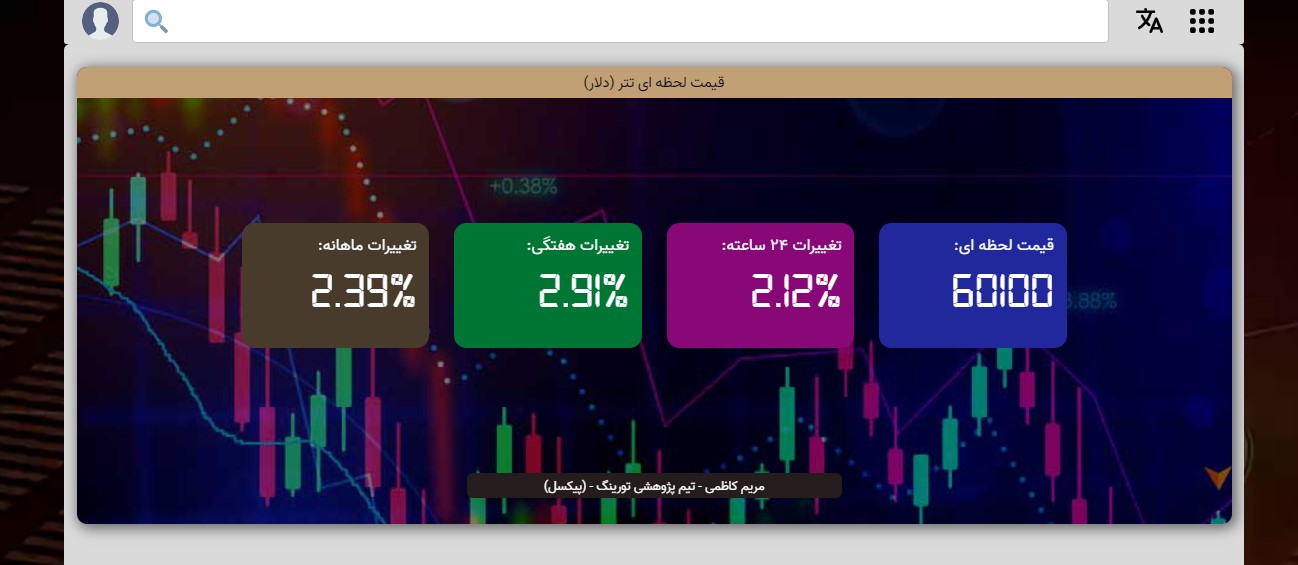 قیمت لحظه ای تتر (دلار)
+0.38%
قیمت لحظه ای:
60100
تغییرات ۲۴ ساعته:
2.12%
تغییرات هفتگی:
2.91%
تغییرات ماهانه:
2.39%
.88%
مریم کاظمی - تیم پژوهشی تورینگ - (پیکسل)